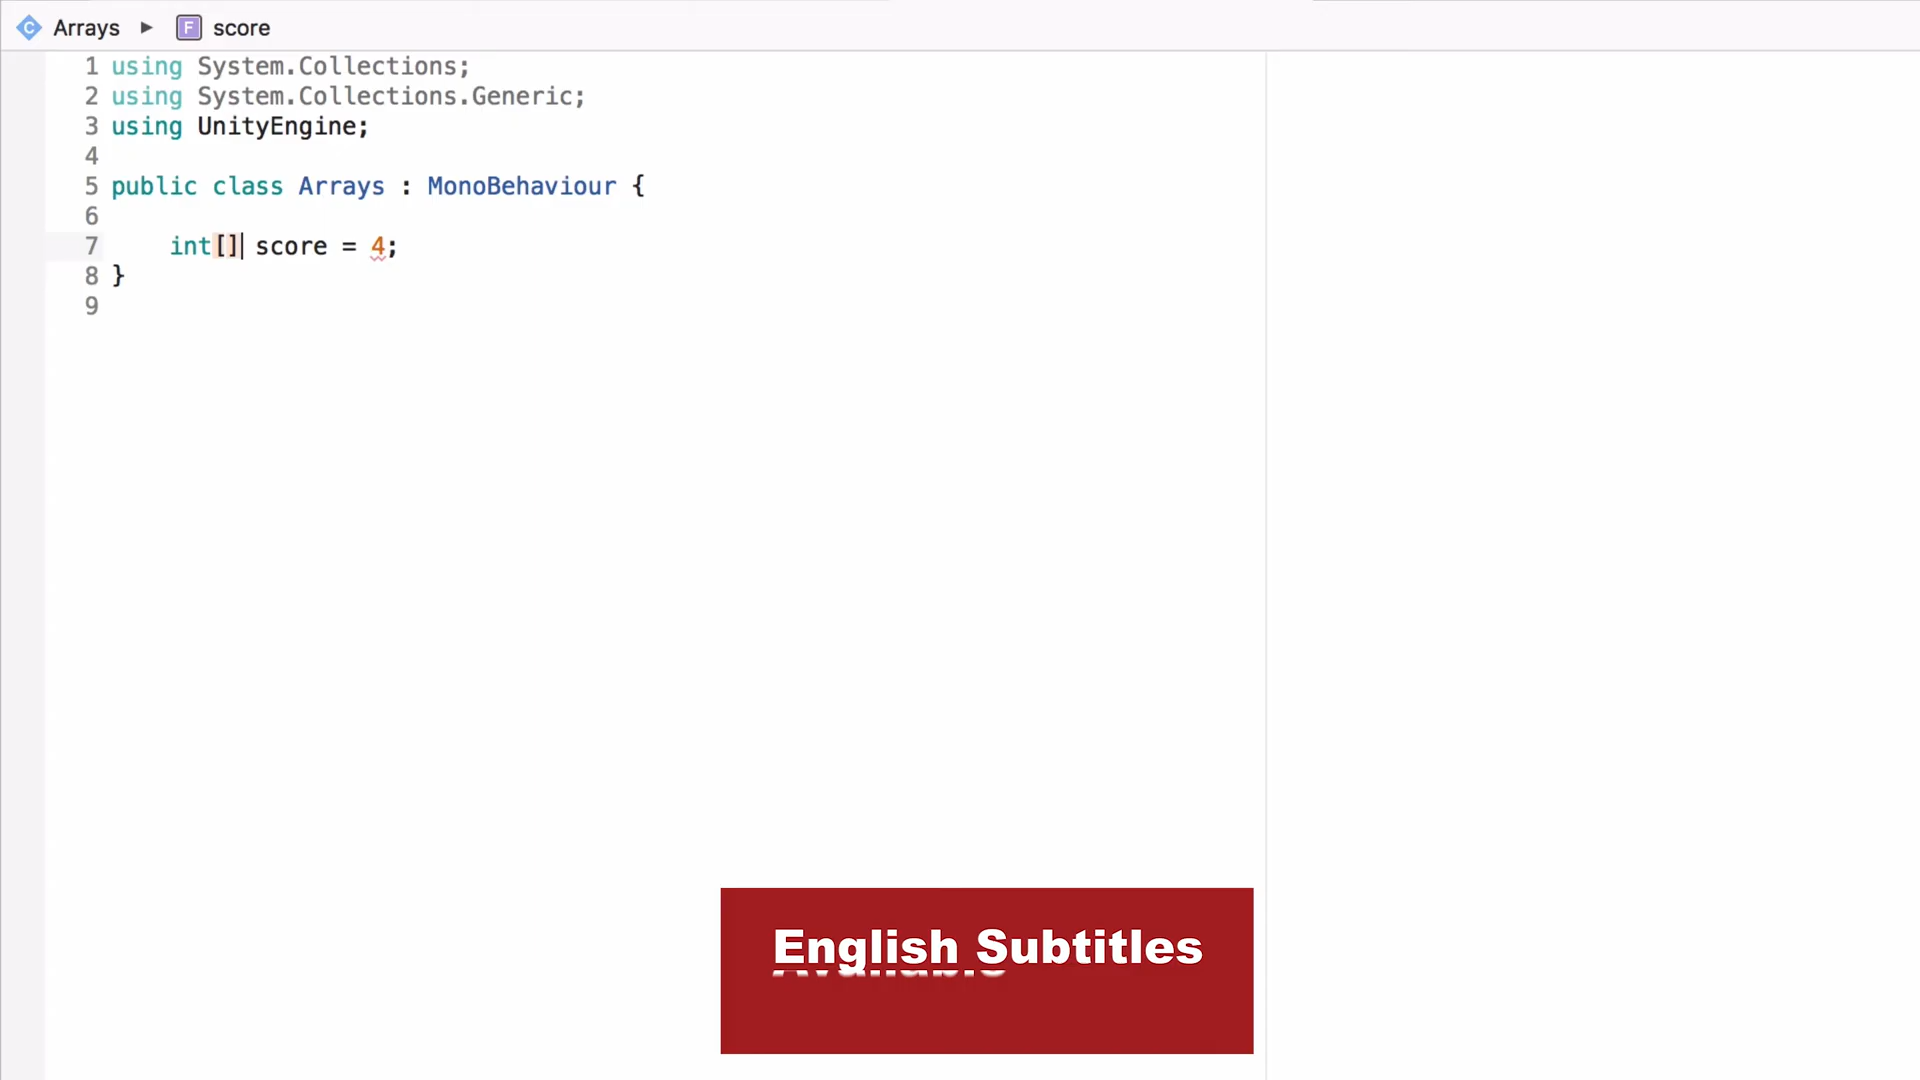 Arrays ▶ F score
1 using System.Collections;
2 using System.Collections.Generic;
3 using UnityEngine;
4
5 public class Arrays : MonoBehaviour {
6
7 int[] score = 4;
8 }
9
English Subtitles